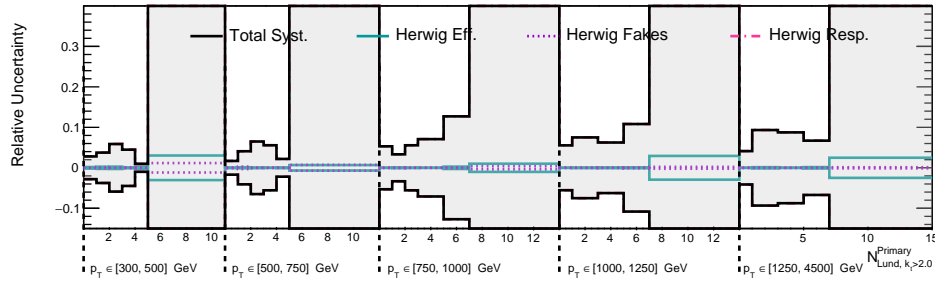 Relative Uncertainty
0.3
0.2
0.1
0
−0.1
Total Syst.
Herwig Eff.
Herwig Fakes
Herwig Resp.
2 4 6 8 10 2 4 6 8 10 2 4 6 8 10 12 2 4 6 8 10 12 5 10 15
p_T ∈ [300, 500] GeV
p_T ∈ [500, 750] GeV
p_T ∈ [750, 1000] GeV
p_T ∈ [1000, 1250] GeV
p_T ∈ [1250, 4500] GeV
N^Primary_Lund, k_t>2.0